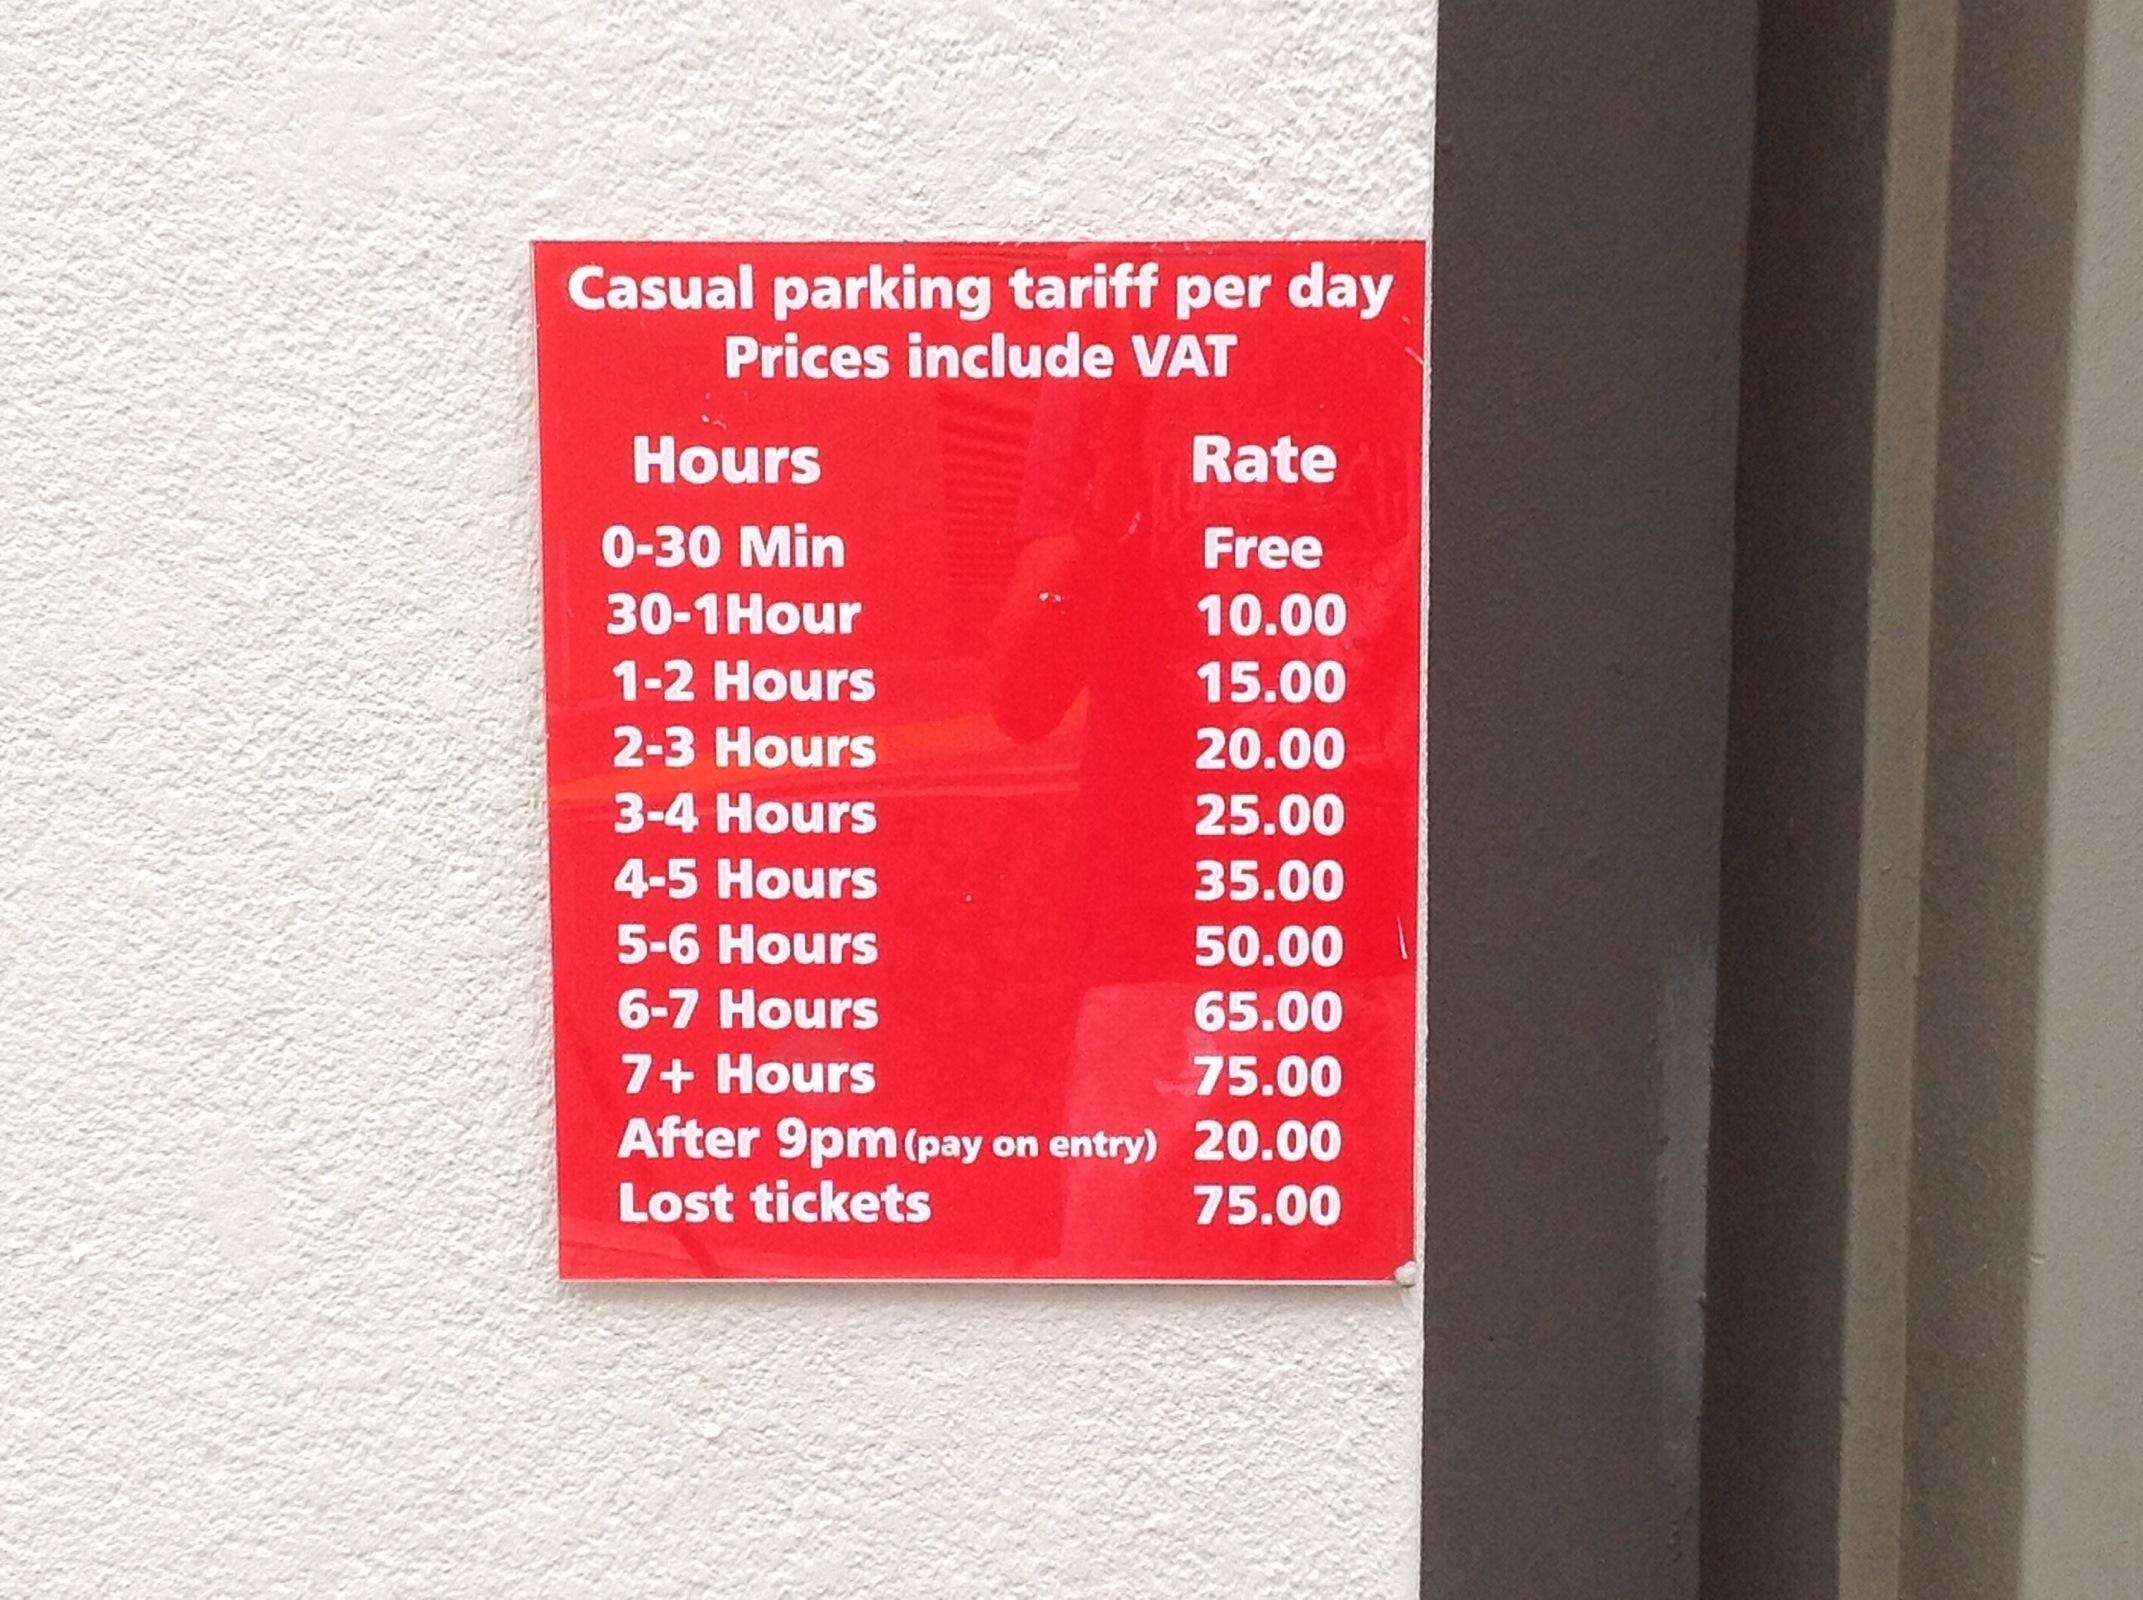 Casual parking tariff per day
Prices include VAT
Hours Rate
0-30 Min Free
30-1Hour 10.00
1-2 Hours 15.00
2-3 Hours 20.00
3-4 Hours 25.00
4-5 Hours 35.00
5-6 Hours 50.00
6-7 Hours 65.00
7+ Hours 75.00
After 9pm (pay on entry) 20.00
Lost tickets 75.00